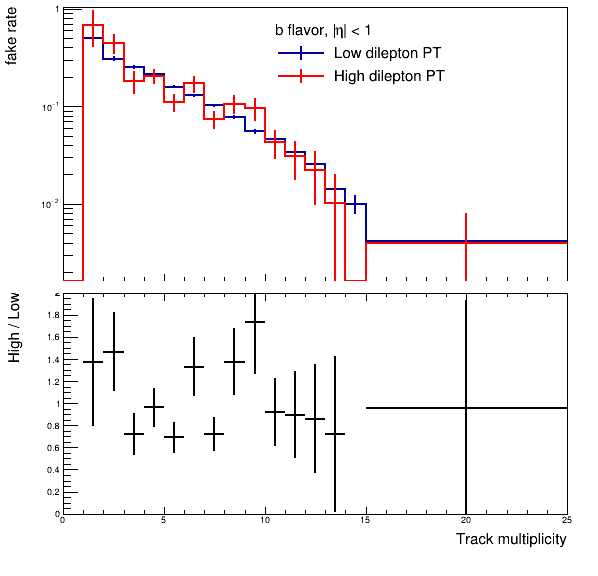 fake rate
1
10⁻¹
10⁻²
b flavor, |η| < 1
Low dilepton PT
High dilepton PT
High / Low
2
1.8
1.6
1.4
1.2
1
0.8
0.6
0.4
0.2
0
0 5 10 15 20 25
Track multiplicity